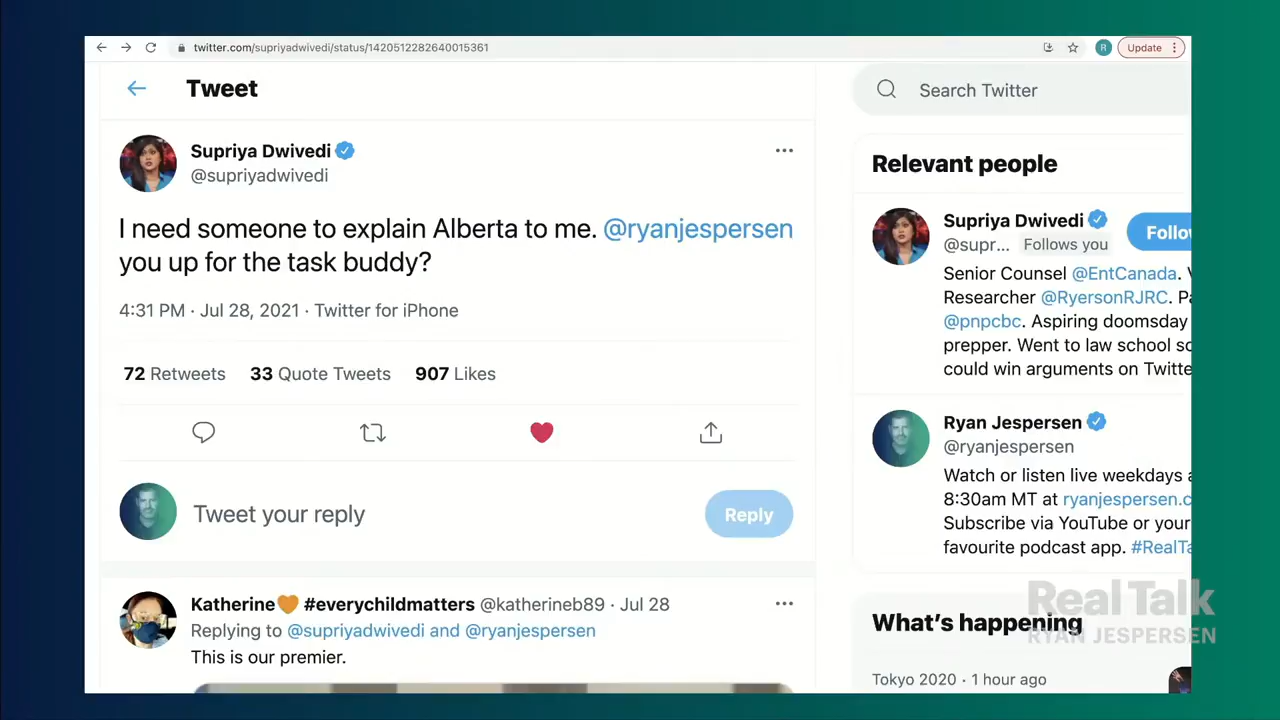 twitter.com/supriyadwivedi/status/1420512282640015361
R
Update
Tweet
Supriya Dwivedi
@supriyadwivedi
I need someone to explain Alberta to me. @ryanjespersen
you up for the task buddy?
4:31 PM · Jul 28, 2021 · Twitter for iPhone
72 Retweets 33 Quote Tweets 907 Likes
Tweet your reply
Reply
Katherine🧡 #everychildmatters @katherineb89 · Jul 28
Replying to @supriyadwivedi and @ryanjespersen
This is our premier.
Search Twitter
Relevant people
Supriya Dwivedi
@supr... Follows you
Follo
Senior Counsel @EntCanada. V
Researcher @RyersonRJRC. Pa
@pnpcbc. Aspiring doomsday
prepper. Went to law school so
could win arguments on Twitte
Ryan Jespersen
@ryanjespersen
Watch or listen live weekdays a
8:30am MT at ryanjespersen.c
Subscribe via YouTube or your
favourite podcast app. #RealTa
What's happening
Tokyo 2020 · 1 hour ago
Real Talk
RYAN JESPERSEN